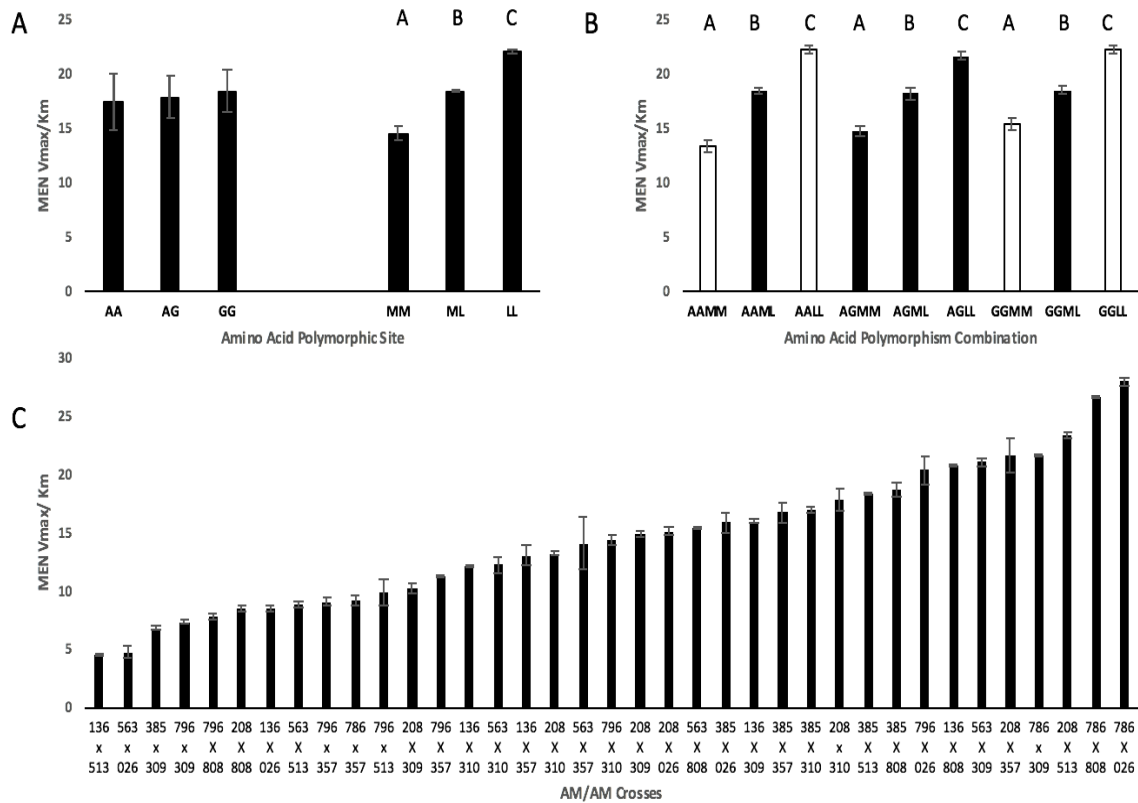 A
25
20
15
10
5
0
MEN Vmax/Km
A B C
AA AG GG MM ML LL
Amino Acid Polymorphic Site
B
25
20
15
10
5
0
MEN Vmax/Km
A B C A B C A B C
AAMM AAML AALL AGMM AGML AGLL GGMM GGML GGLL
Amino Acid Polymorphism Combination
C
30
25
20
15
10
5
0
MEN Vmax/ Km
136 563 385 796 796 208 136 563 796 786 796 208 796 136 563 136 208 563 796 208 208 563 385 136 385 385 208 385 385 796 136 563 208 786 208 786 786
x x x x X X X X x x x X X X X X X X X X X X X X X X x X X X X X X x X X X
513 026 309 309 808 808 026 513 357 357 513 309 357 310 310 357 310 357 310 309 026 808 026 309 357 310 310 513 808 026 808 309 357 309 513 808 026
AM/AM Crosses